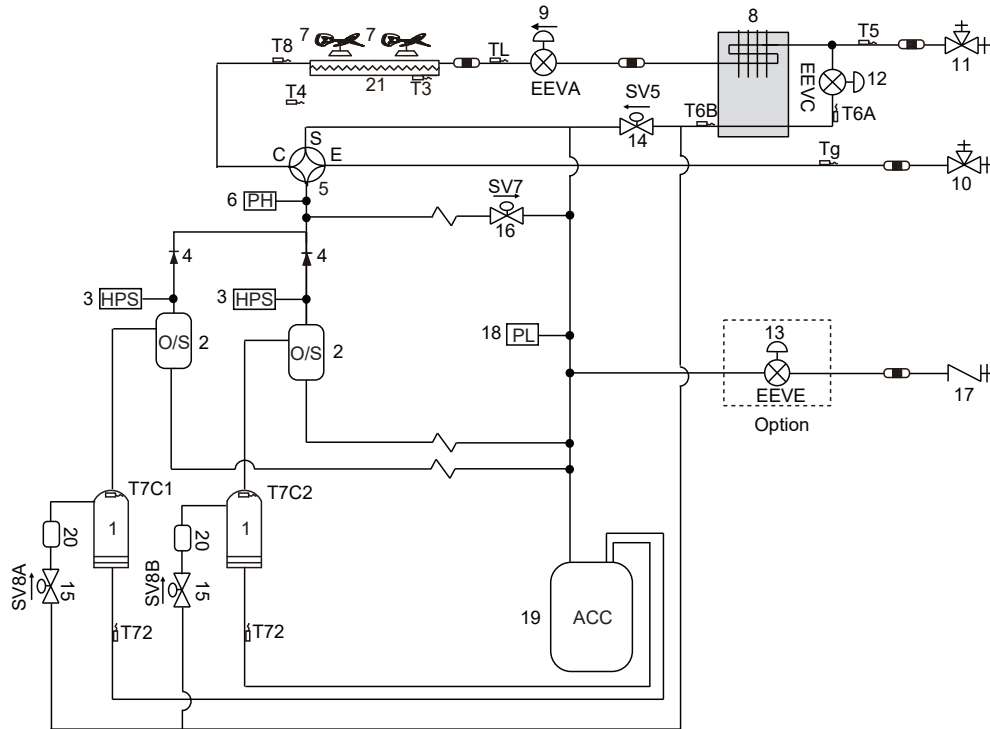 7
7
9
8
T8
TL
T5
21
T3
EEVA
EEVC
12
11
T4
SV5
T6B
T6A
14
S
C
E
5
Tg
10
6
PH
SV7
16
4
4
3
HPS
3
HPS
O/S
2
O/S
2
18
PL
13
EEVE
17
Option
T7C1
T7C2
1
1
20
20
SV8A
15
SV8B
15
T72
T72
19
ACC